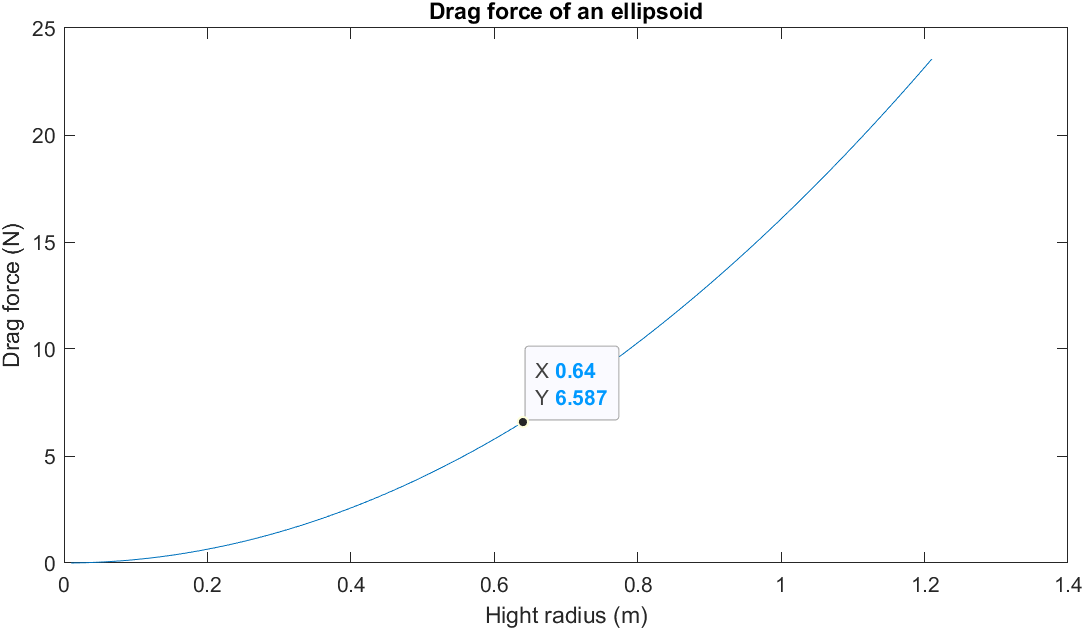 Drag force of an ellipsoid
25
20
15
10
5
0
Drag force (N)
X 0.64
Y 6.587
0 0.2 0.4 0.6 0.8 1 1.2 1.4
Hight radius (m)